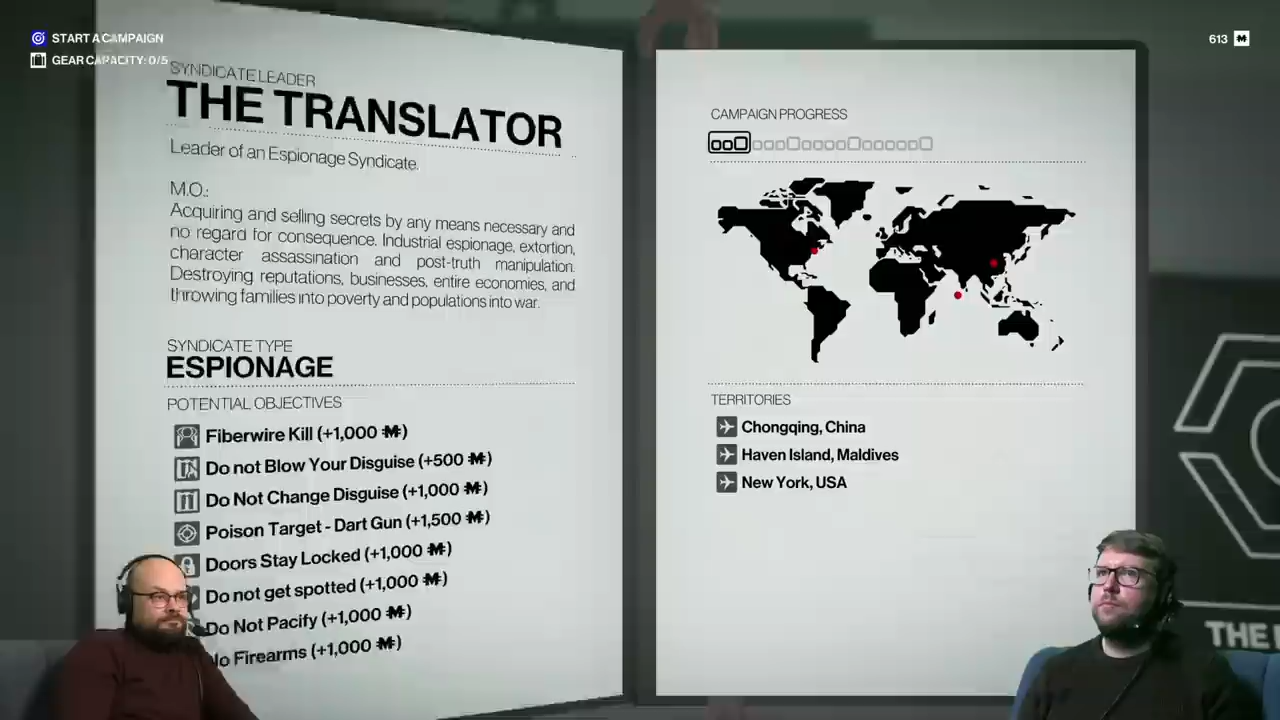 START A CAMPAIGN
GEAR CAPACITY: 0/5
613
SYNDICATE LEADER
THE TRANSLATOR
Leader of an Espionage Syndicate.
M.O.:
Acquiring and selling secrets by any means necessary and
no regard for consequence. Industrial espionage, extortion,
character assassination and post-truth manipulation.
Destroying reputations, businesses, entire economies, and
throwing families into poverty and populations into war.
SYNDICATE TYPE
ESPIONAGE
POTENTIAL OBJECTIVES
Fiberwire Kill (+1,000)
Do not Blow Your Disguise (+500)
Do Not Change Disguise (+1,000)
Poison Target - Dart Gun (+1,500)
Doors Stay Locked (+1,000)
Do not get spotted (+1,000)
Do Not Pacify (+1,000)
No Firearms (+1,000)
CAMPAIGN PROGRESS
TERRITORIES
Chongqing, China
Haven Island, Maldives
New York, USA
THE